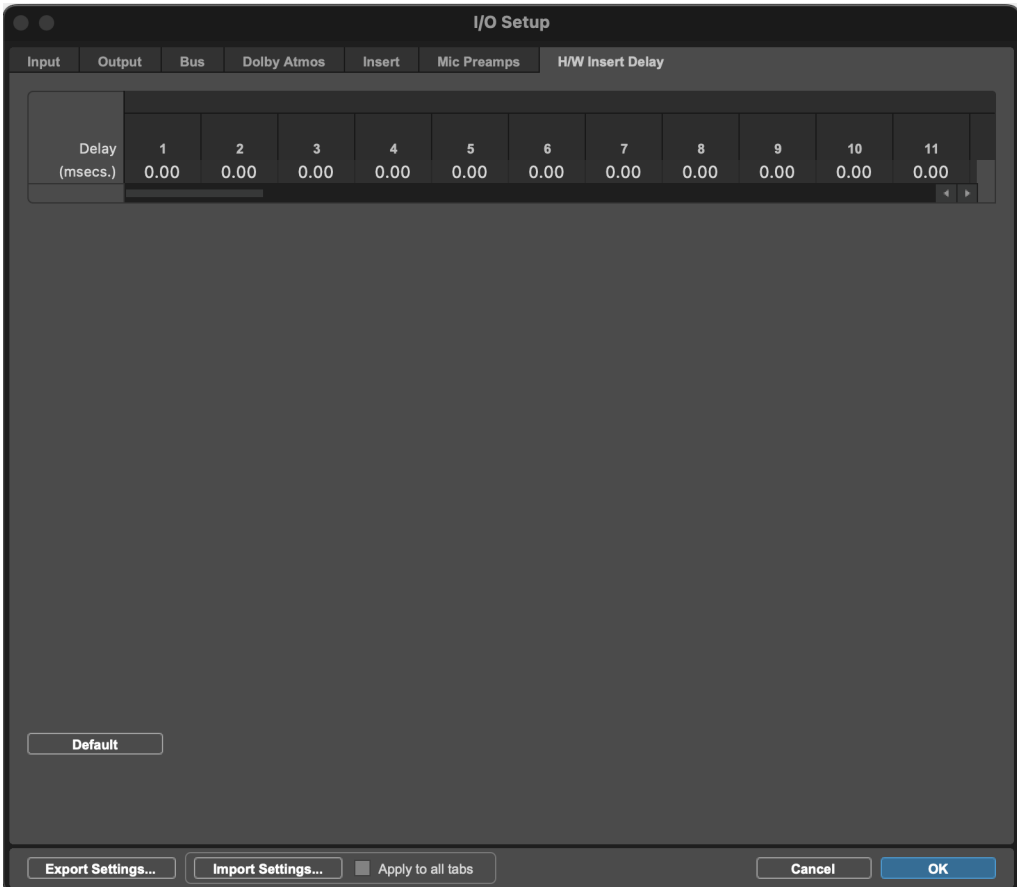 I/O Setup
Input Output Bus Dolby Atmos Insert Mic Preamps H/W Insert Delay
Delay 1 2 3 4 5 6 7 8 9 10 11
(msecs.) 0.00 0.00 0.00 0.00 0.00 0.00 0.00 0.00 0.00 0.00 0.00
Default
Export Settings... Import Settings... Apply to all tabs Cancel OK